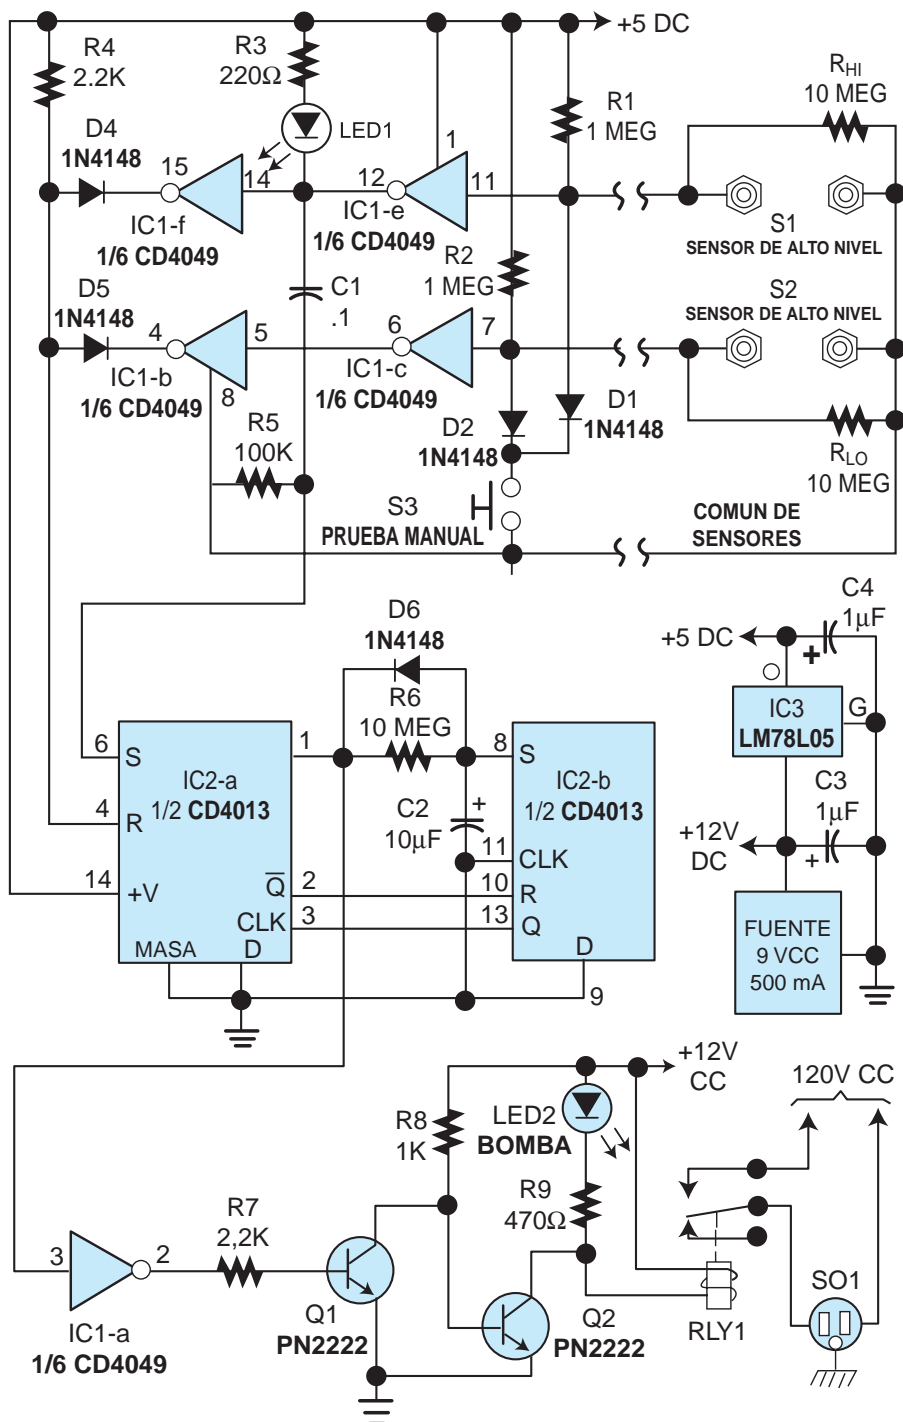 +5 DC
R4
2.2K
R3
220Ω
LED1
R1
1 MEG
RHI
10 MEG
D4
1N4148
15
14
12
1
11
IC1-f
1/6 CD4049
IC1-e
1/6 CD4049
S1
SENSOR DE ALTO NIVEL
R2
1 MEG
D5
1N4148
C1
.1
S2
SENSOR DE ALTO NIVEL
4
5
6
7
IC1-b
1/6 CD4049
8
IC1-c
1/6 CD4049
D1
1N4148
D2
1N4148
R5
100K
RLO
10 MEG
S3
PRUEBA MANUAL
COMUN DE
SENSORES
D6
1N4148
R6
10 MEG
C4
1µF
+5 DC
+
IC3
LM78L05
G
6
S
1
IC2-a
1/2 CD4013
8
S
IC2-b
1/2 CD4013
4
R
C2
10µF
+
11
CLK
C3
1µF
+12V
DC
+
14
+V
Q
2
10
R
CLK
3
13
Q
MASA
D
D
9
FUENTE
9 VCC
500 mA
+12V
CC
120V CC
R8
1K
LED2
BOMBA
R9
470Ω
3
2
R7
2,2K
IC1-a
1/6 CD4049
Q1
PN2222
Q2
PN2222
RLY1
SO1